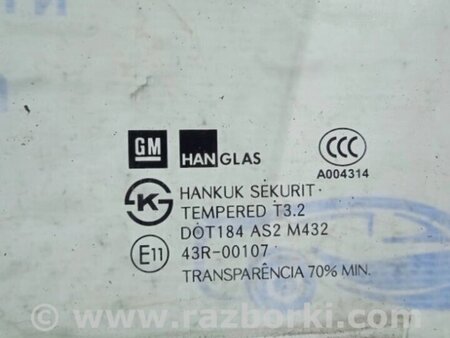 GM HANGLAS CCC
A004314
KS HANKUK SEKURIT
TEMPERED T3.2
DOT184 AS2 M432
E11 43R-00107
TRANSPARÊNCIA 70% MIN.
© www.razborki.com